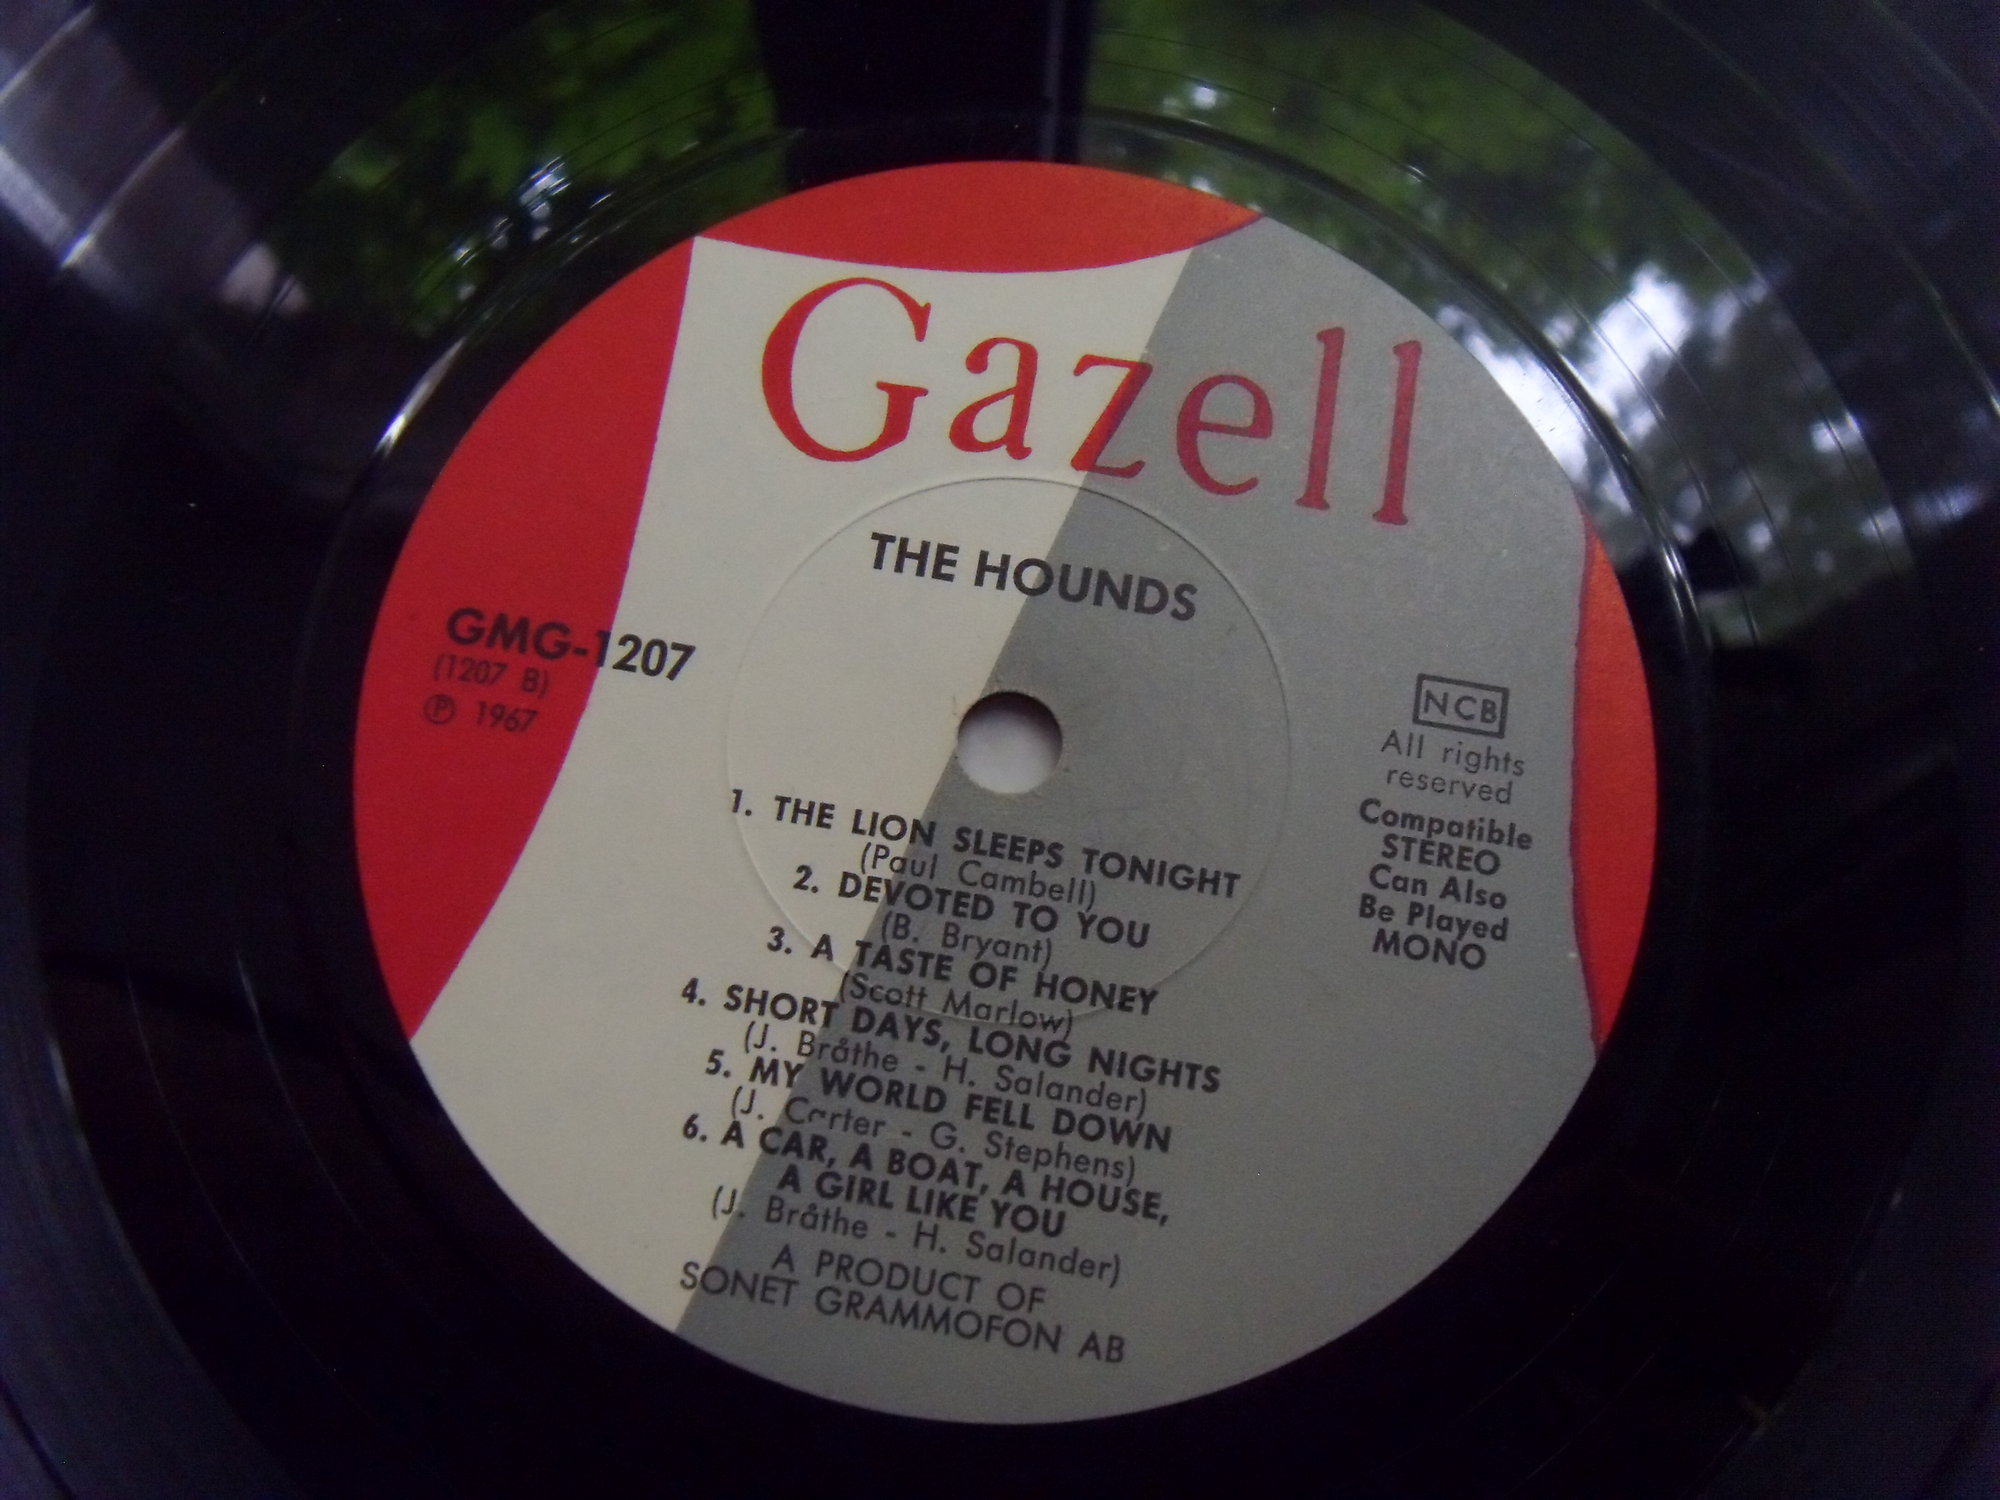 Gazell
THE HOUNDS
GMG-1207
(1207 B)
℗ 1967
NCB
All rights
reserved
Compatible
STEREO
Can Also
Be Played
MONO
1. THE LION SLEEPS TONIGHT
(Paul Cambell)
2. DEVOTED TO YOU
(B. Bryant)
3. A TASTE OF HONEY
(Scott Marlow)
4. SHORT DAYS, LONG NIGHTS
(J. Bråthe - H. Salander)
5. MY WORLD FELL DOWN
(J. Carter - G. Stephens)
6. A CAR, A BOAT, A HOUSE,
A GIRL LIKE YOU
(J. Bråthe - H. Salander)
A PRODUCT OF
SONET GRAMMOFON AB